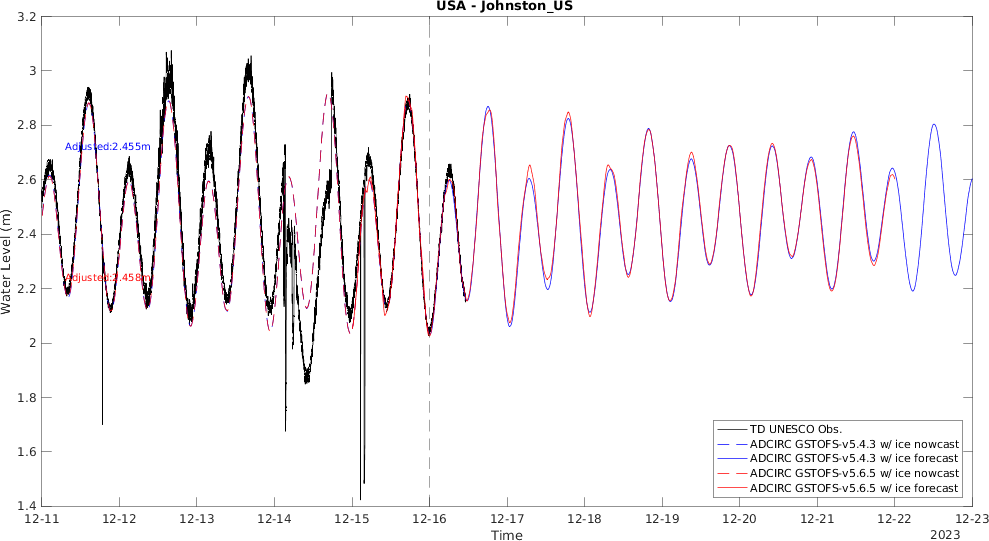 USA - Johnston_US
3.2
3
2.8
2.6
2.4
2.2
2
1.8
1.6
1.4
Water Level (m)
Adjusted:2.455m
Adjusted:2.458m
TD UNESCO Obs.
ADCIRC GSTOFS-v5.4.3 w/ ice nowcast
ADCIRC GSTOFS-v5.4.3 w/ ice forecast
ADCIRC GSTOFS-v5.6.5 w/ ice nowcast
ADCIRC GSTOFS-v5.6.5 w/ ice forecast
12-11 12-12 12-13 12-14 12-15 12-16 12-17 12-18 12-19 12-20 12-21 12-22 12-23
Time
2023